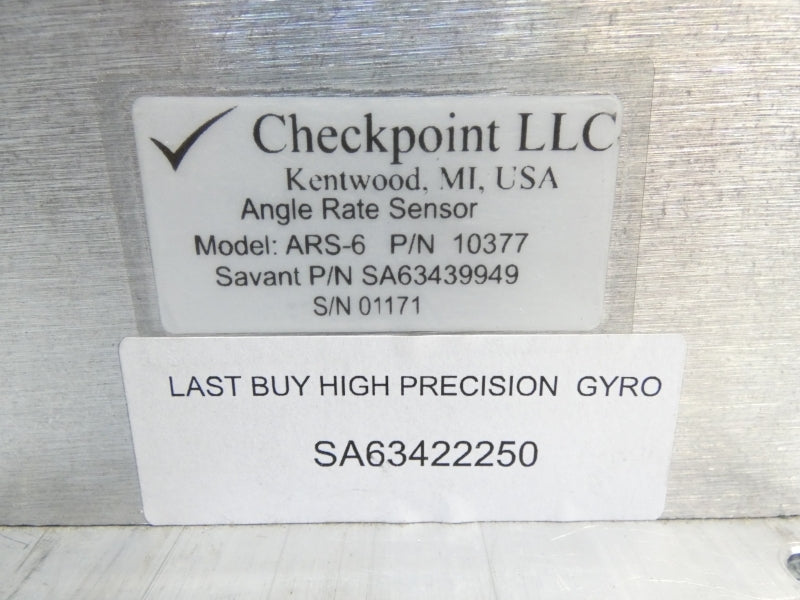 Checkpoint LLC
Kentwood, MI, USA
Angle Rate Sensor
Model: ARS-6 P/N 10377
Savant P/N SA63439949
S/N 01171
LAST BUY HIGH PRECISION GYRO
SA63422250